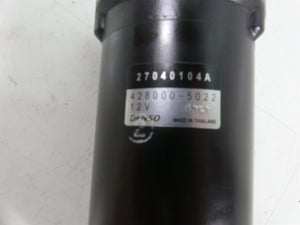 27040104A
428000-5022
12V
DENSO MADE IN THAILAND